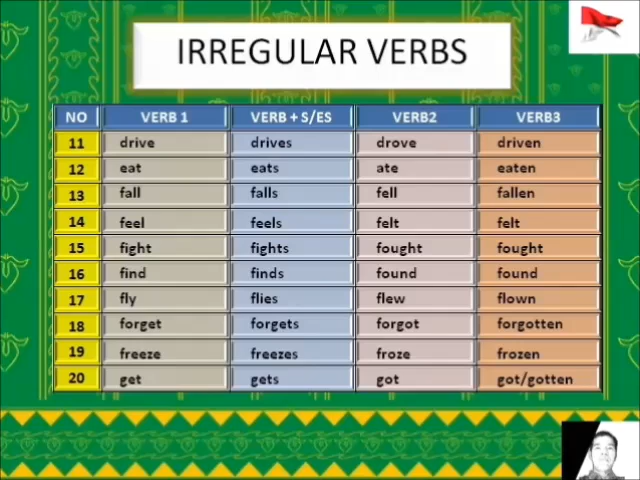 IRREGULAR VERBS
NO VERB 1 VERB + S/ES VERB2 VERB3
11 drive drives drove driven
12 eat eats ate eaten
13 fall falls fell fallen
14 feel feels felt felt
15 fight fights fought fought
16 find finds found found
17 fly flies flew flown
18 forget forgets forgot forgotten
19 freeze freezes froze frozen
20 get gets got got/gotten